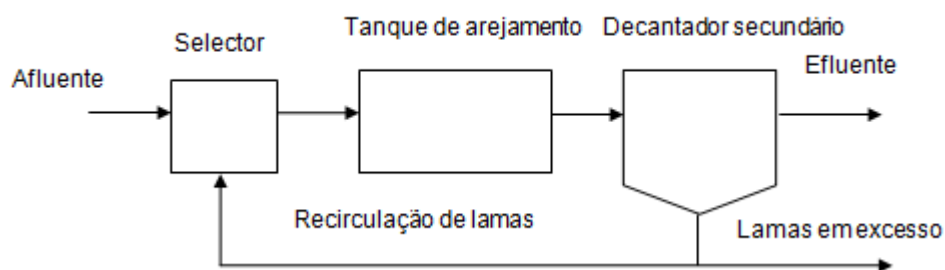 Selector
Tanque de arejamento
Decantador secundário
Afluente
Efluente
Recirculação de lamas
Lamas em excesso